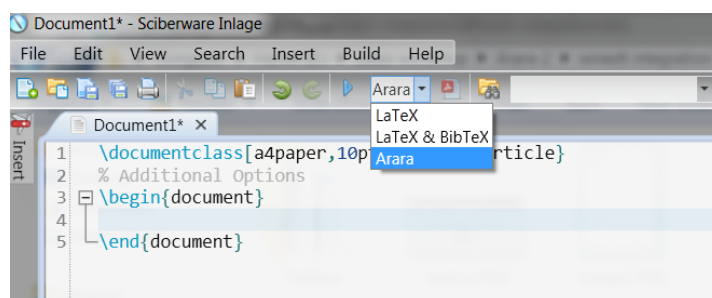 Document1* - Sciberware Inlage
File Edit View Search Insert Build Help
Arara
LaTeX
LaTeX & BibTeX
Arara
Document1* ×
Insert
1 \documentclass[a4paper,10p rticle}
2 % Additional Options
3 \begin{document}
4
5 \end{document}